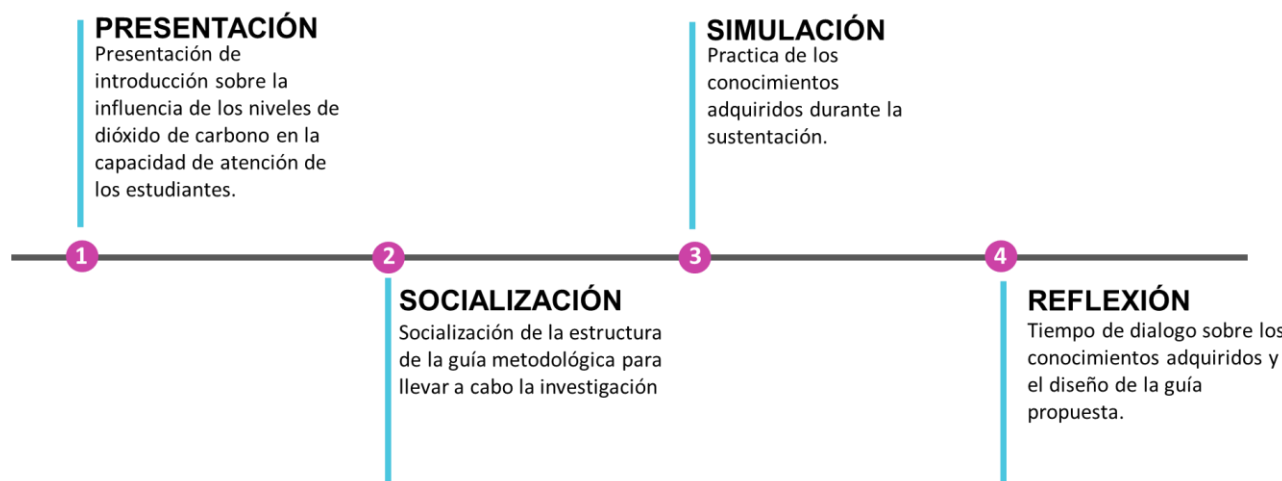 PRESENTACIÓN
Presentación de
introducción sobre la
influencia de los niveles de
dióxido de carbono en la
capacidad de atención de
los estudiantes.
SIMULACIÓN
Practica de los
conocimientos
adquiridos durante la
sustentación.
1
2
3
4
SOCIALIZACIÓN
Socialización de la estructura
de la guía metodológica para
llevar a cabo la investigación
REFLEXIÓN
Tiempo de dialogo sobre los
conocimientos adquiridos y
el diseño de la guía
propuesta.